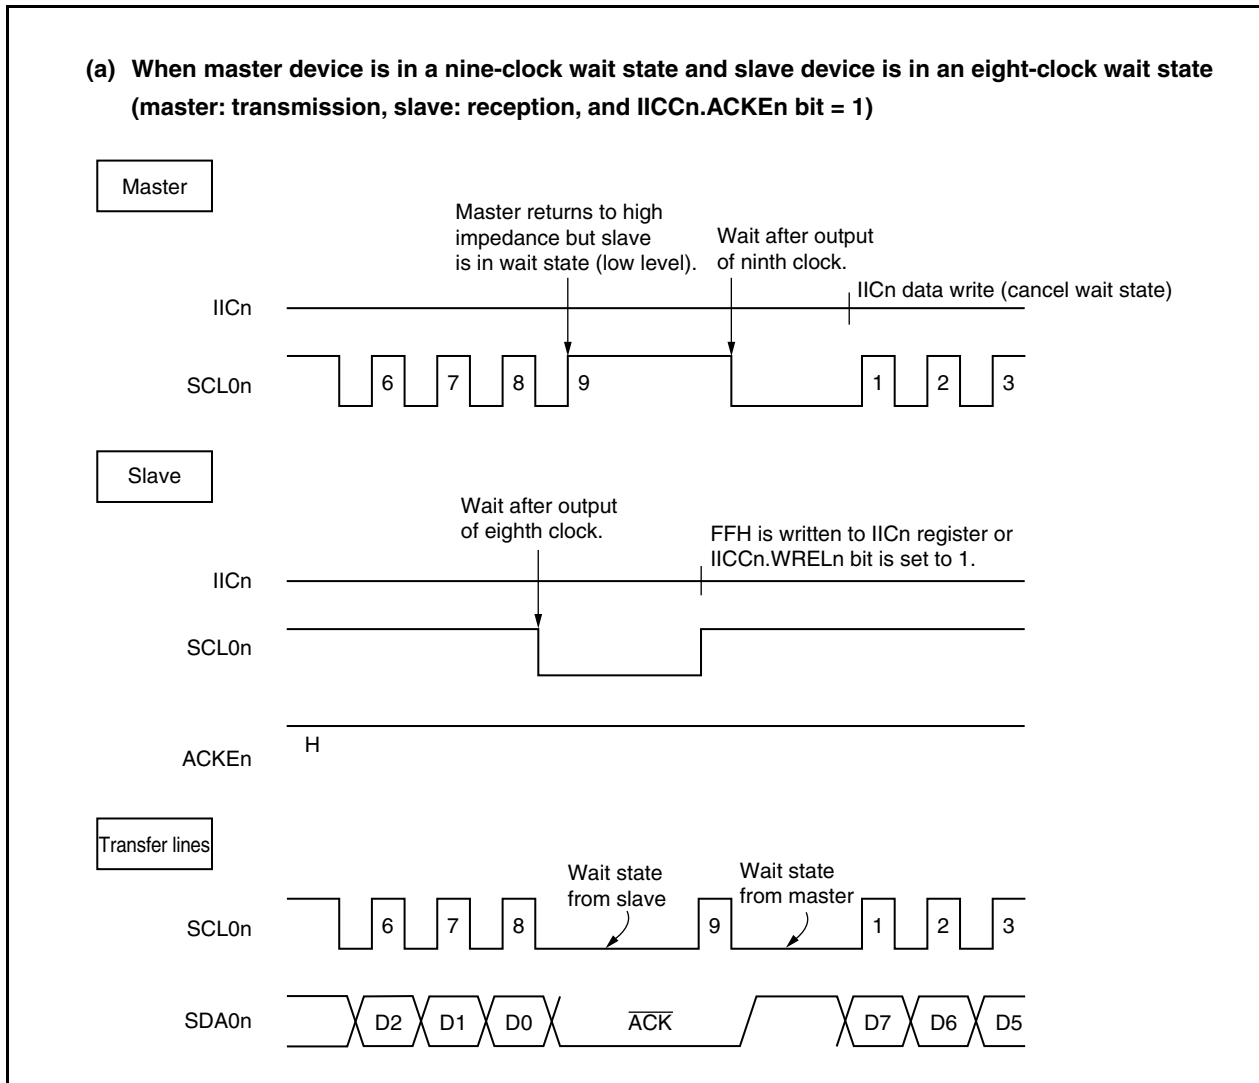 (a) When master device is in a nine-clock wait state and slave device is in an eight-clock wait state
(master: transmission, slave: reception, and IICCn.ACKEn bit = 1)
Master
Master returns to high
impedance but slave
is in wait state (low level).
Wait after output
of ninth clock.
IICn data write (cancel wait state)
IICn
SCL0n
6 7 8 9 1 2 3
Slave
Wait after output
of eighth clock.
FFH is written to IICn register or
IICCn.WRELn bit is set to 1.
IICn
SCL0n
H
ACKEn
Transfer lines
Wait state
from slave
Wait state
from master
SCL0n
6 7 8 9 1 2 3
SDA0n
D2 D1 D0 ACK D7 D6 D5